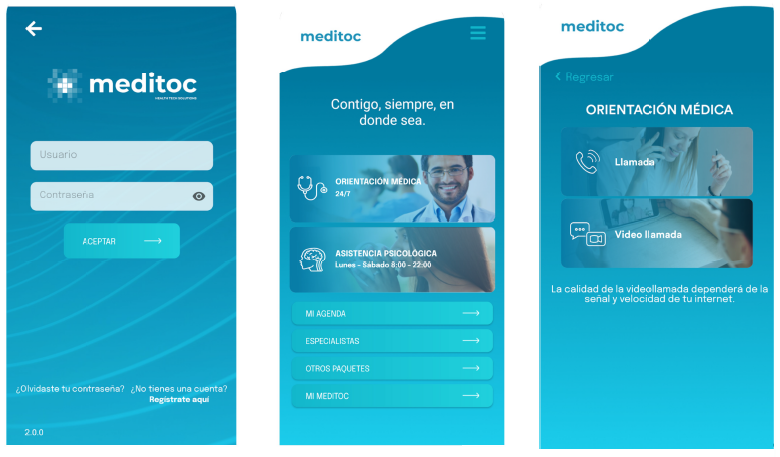 meditoc
HEALTH TECH SOLUTIONS
Usuario
Contraseña
ACEPTAR
¿Olvidaste tu contraseña? ¿No tienes una cuenta?
Regístrate aquí
2.0.0
meditoc
Contigo, siempre, en
donde sea.
ORIENTACIÓN MÉDICA
24/7
ASISTENCIA PSICOLÓGICA
Lunes - Sábado 8:00 - 22:00
MI AGENDA
ESPECIALISTAS
OTROS PAQUETES
MI MEDITOC
meditoc
Regresar
ORIENTACIÓN MÉDICA
Llamada
Video llamada
La calidad de la videollamada dependerá de la
señal y velocidad de tu internet.